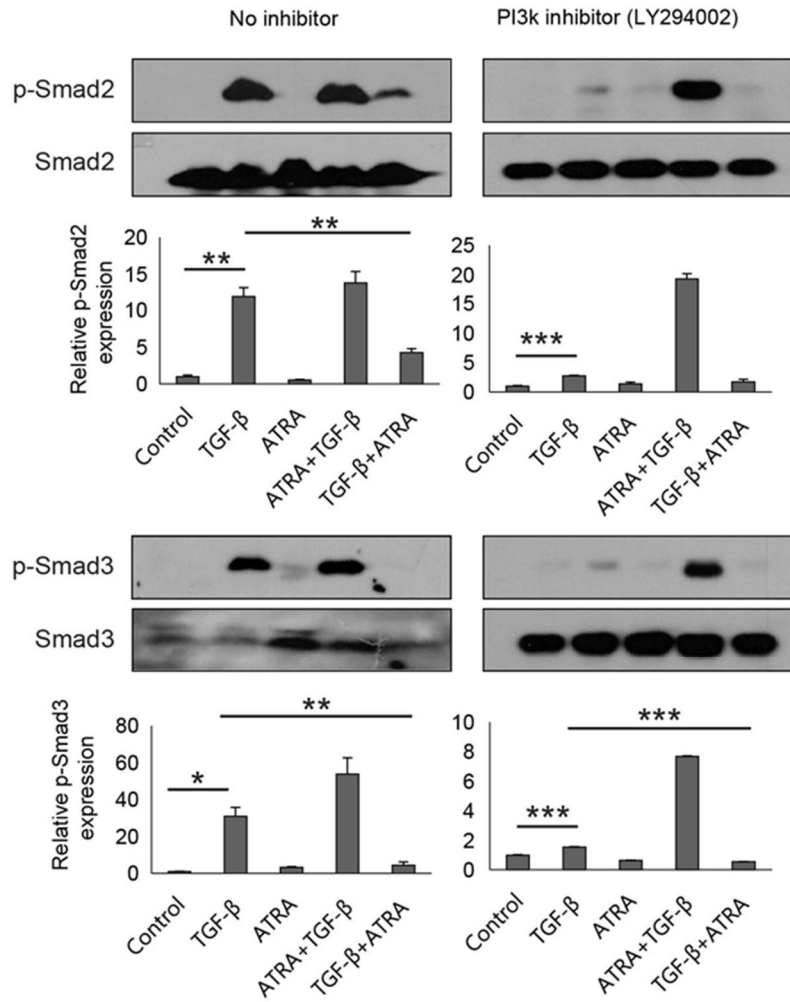 No inhibitor
PI3k inhibitor (LY294002)
p-Smad2
Smad2
Relative p-Smad2
expression
20
15
10
5
0
**
**
Control
TGF-β
ATRA
ATRA+TGF-β
TGF-β+ATRA
25
20
15
10
5
0
***
Control
TGF-β
ATRA
ATRA+TGF-β
TGF-β+ATRA
p-Smad3
Smad3
Relative p-Smad3
expression
80
60
40
20
0
*
**
Control
TGF-β
ATRA
ATRA+TGF-β
TGF-β+ATRA
10
8
6
4
2
0
***
***
Control
TGF-β
ATRA
ATRA+TGF-β
TGF-β+ATRA